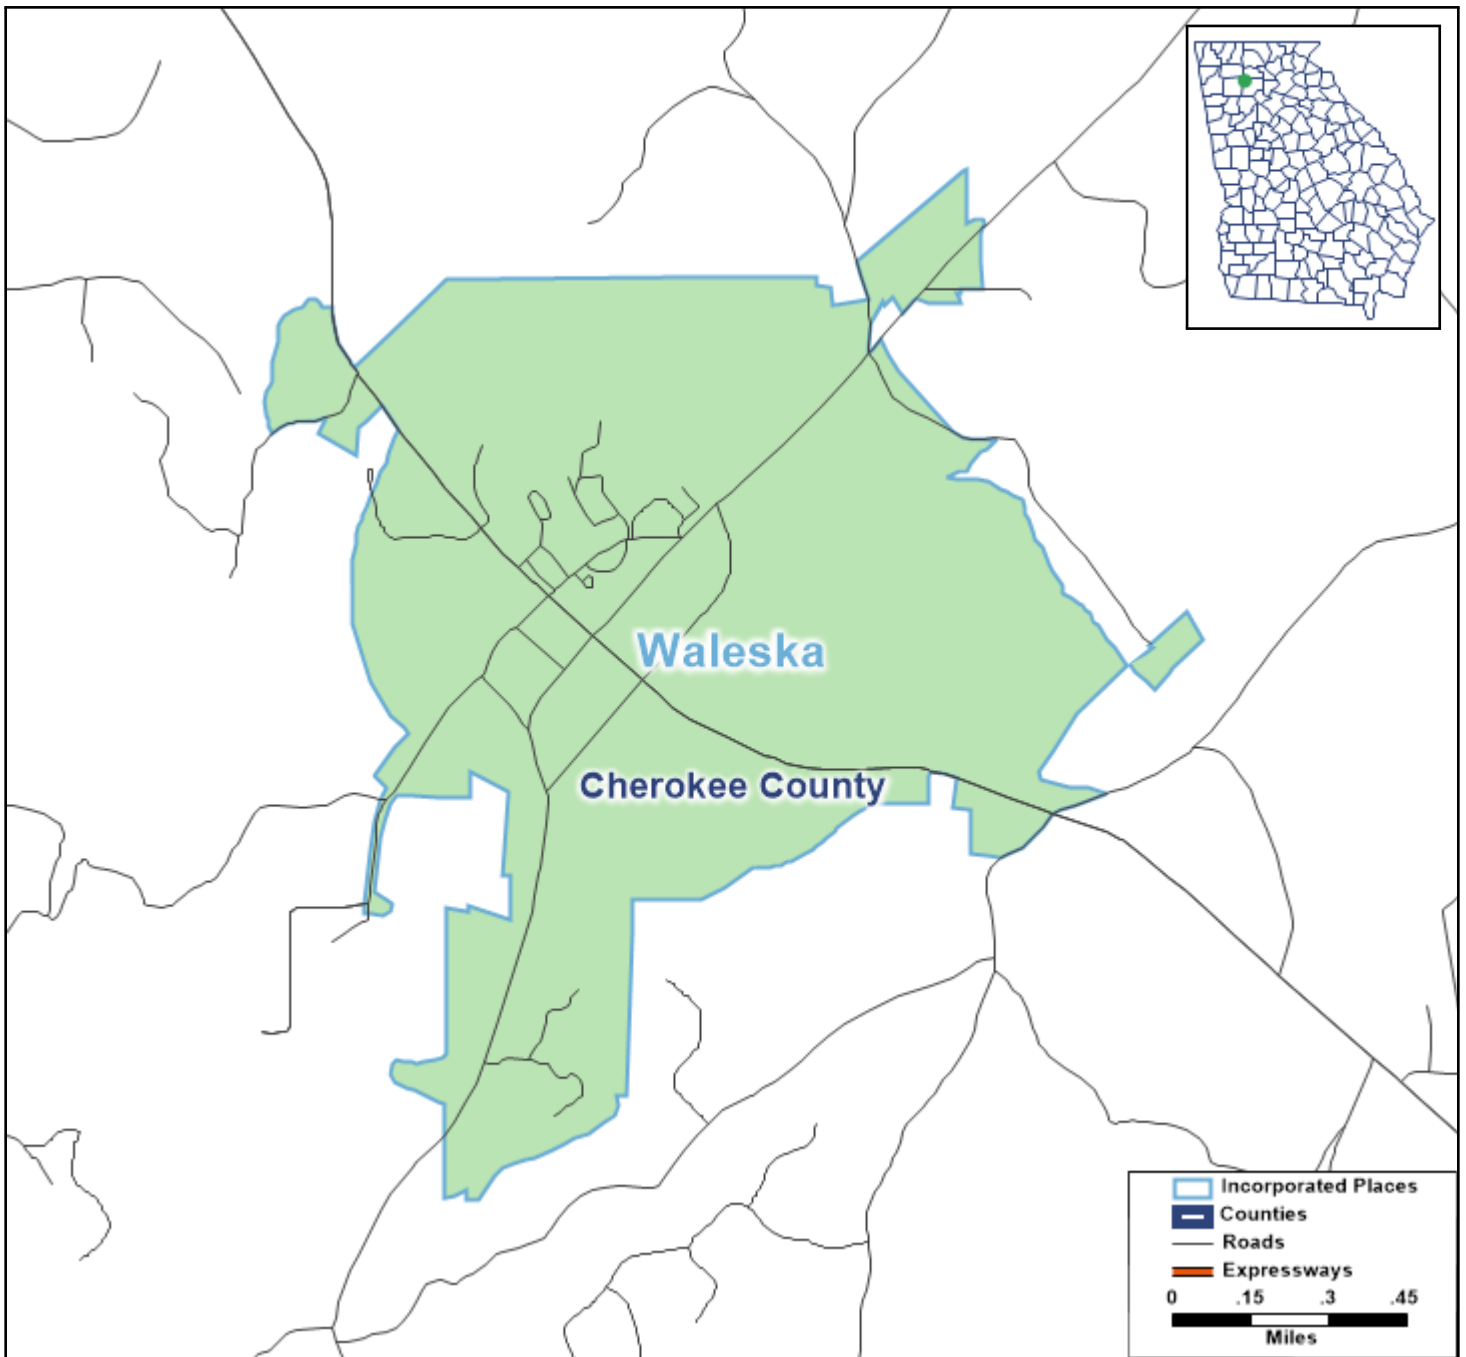 Waleska
Cherokee County
Incorporated Places
Counties
Roads
Expressways
0 .15 .3 .45
Miles